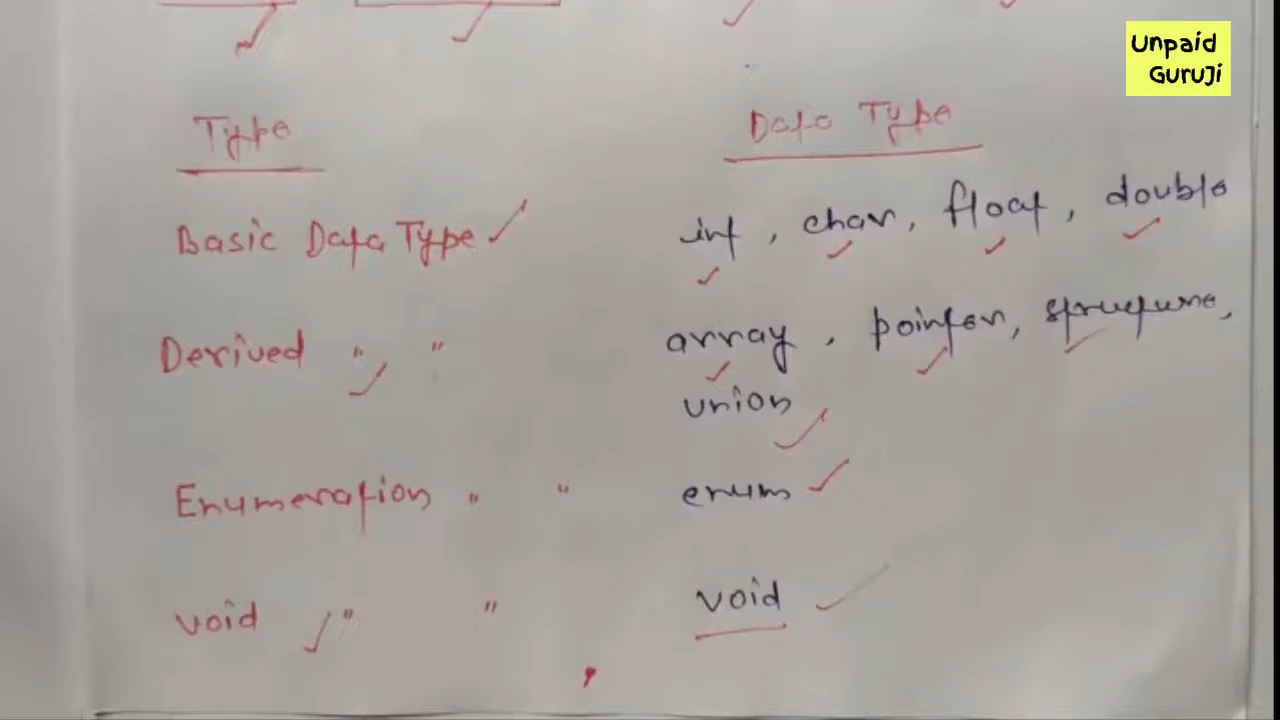 Unpaid
GuruJi
Type Data Type
Basic Data Type int, char, float, double
Derived " " array, pointer, structure,
union
Enumeration " " enum
void " " void